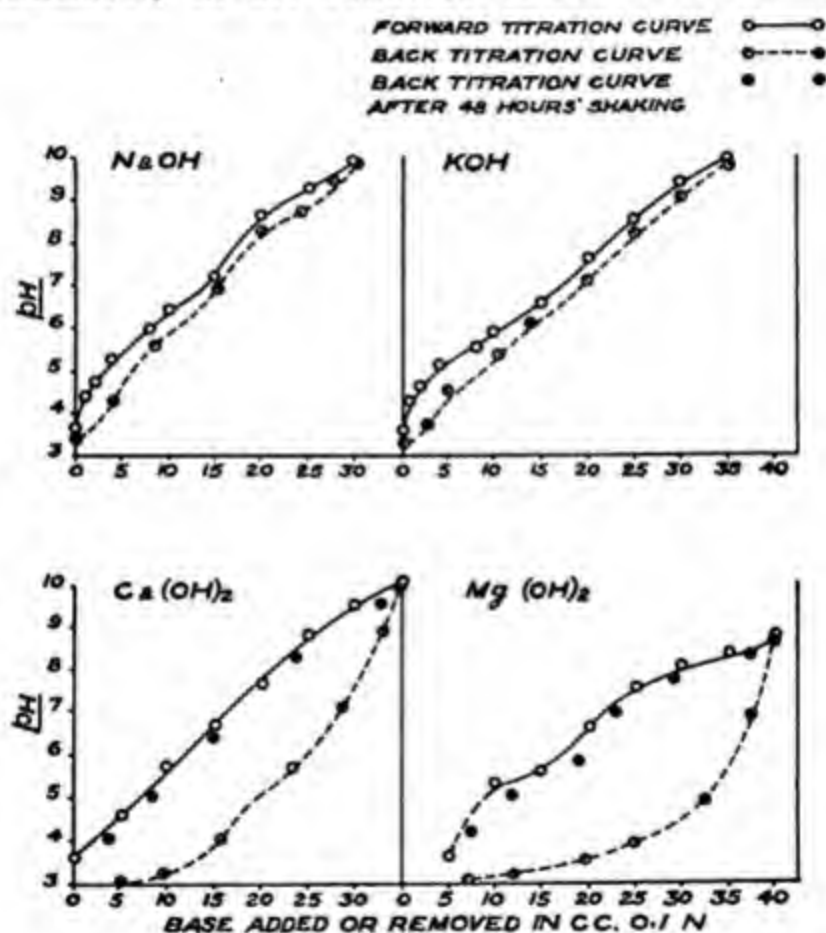 FORWARD TITRATION CURVE
BACK TITRATION CURVE
BACK TITRATION CURVE
AFTER 48 HOURS' SHAKING
NaOH
KOH
pH
10
9
8
7
6
5
4
3
0 5 10 15 20 25 30 0 5 10 15 20 25 30 35 40
Ca(OH)2
Mg (OH)2
pH
10
9
8
7
6
5
4
3
0 5 10 15 20 25 30 0 5 10 15 20 25 30 35 40
BASE ADDED OR REMOVED IN CC. 0.1 N